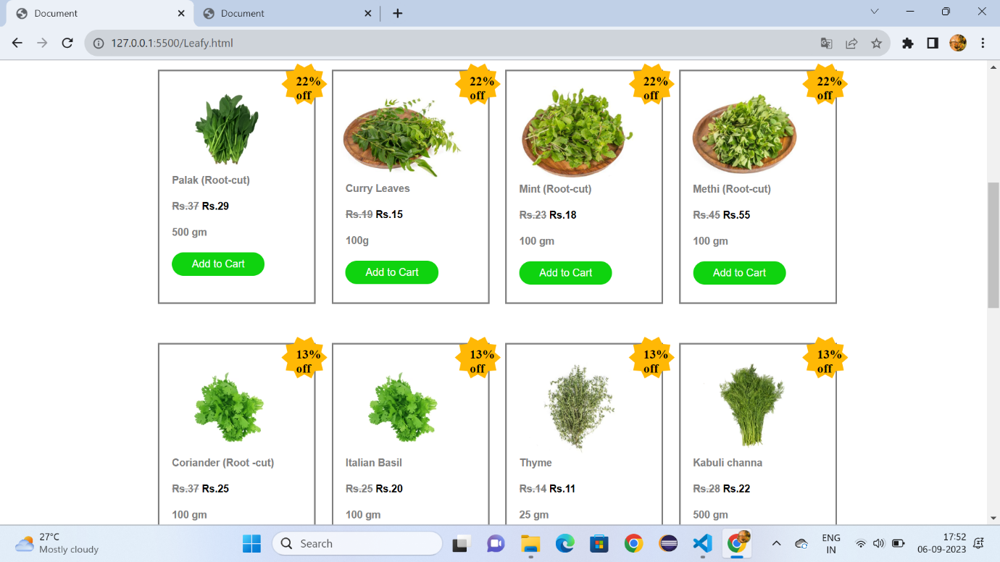 Document
Document
127.0.0.1:5500/Leafy.html
22%
off
22%
off
22%
off
22%
off
Palak (Root-cut)
Rs.37 Rs.29
500 gm
Add to Cart
Curry Leaves
Rs.19 Rs.15
100g
Add to Cart
Mint (Root-cut)
Rs.23 Rs.18
100 gm
Add to Cart
Methi (Root-cut)
Rs.45 Rs.55
100 gm
Add to Cart
13%
off
13%
off
13%
off
13%
off
Coriander (Root -cut)
Rs.37 Rs.25
100 gm
Italian Basil
Rs.25 Rs.20
100 gm
Thyme
Rs.14 Rs.11
25 gm
Kabuli channa
Rs.28 Rs.22
500 gm
27°C
Mostly cloudy
Search
ENG
IN
17:52
06-09-2023